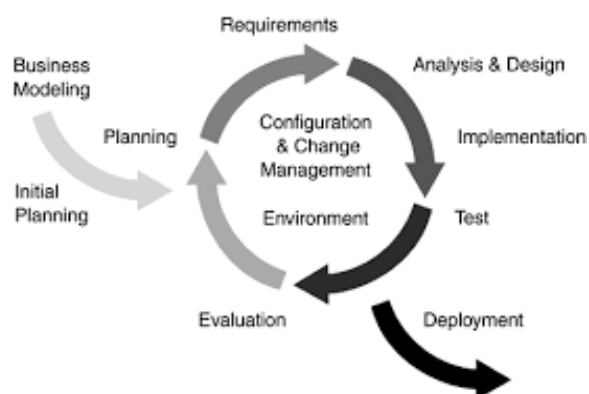 Requirements
Business
Modeling
Analysis & Design
Planning
Configuration
& Change
Management
Implementation
Initial
Planning
Environment
Test
Evaluation
Deployment